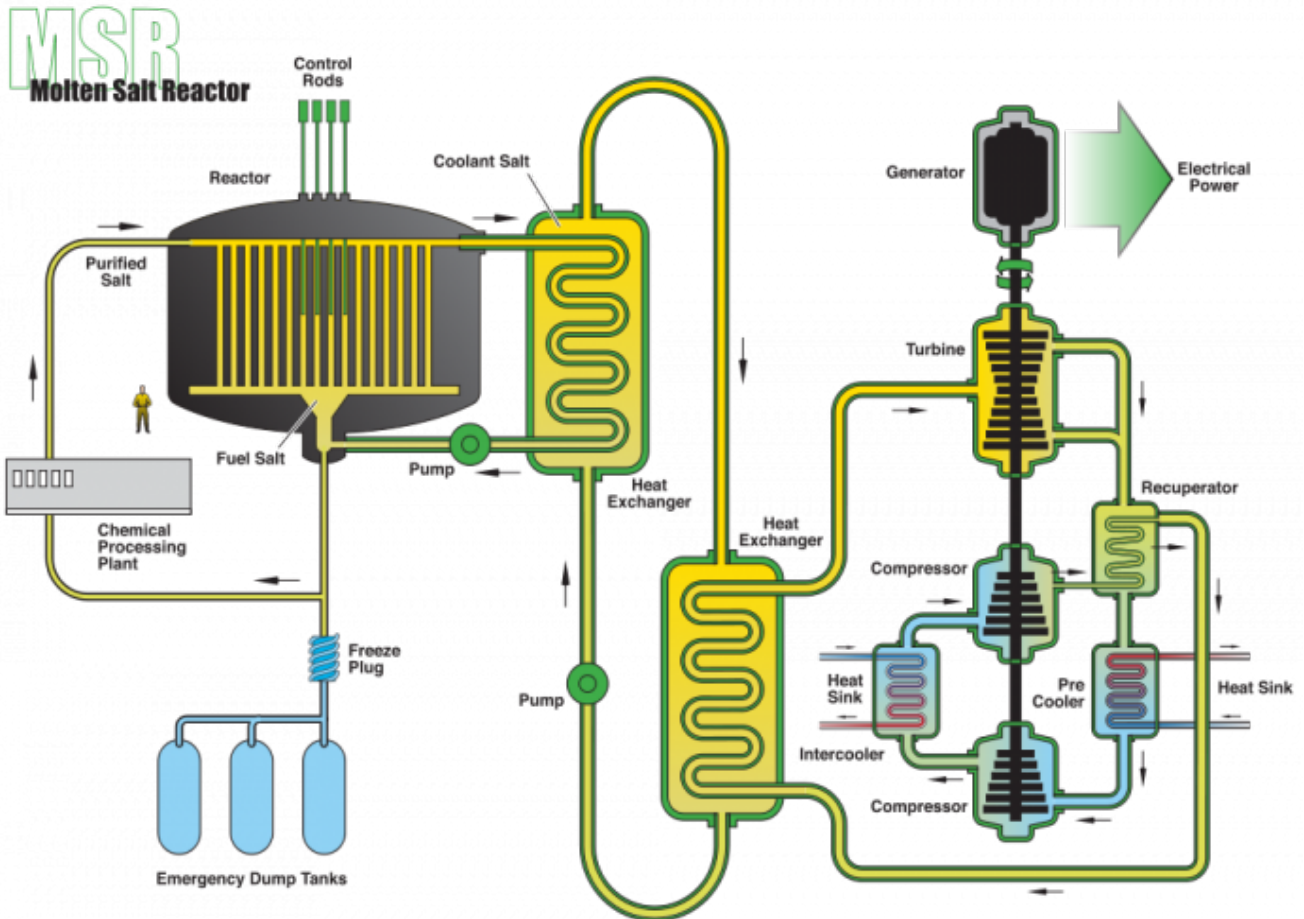 MSR
Molten Salt Reactor
Control
Rods
Reactor
Coolant Salt
Generator
Electrical
Power
Purified
Salt
Turbine
Fuel Salt
Pump
Heat
Exchanger
Recuperator
Chemical
Processing
Plant
Heat
Exchanger
Compressor
Freeze
Plug
Pump
Heat
Sink
Pre
Cooler
Heat Sink
Intercooler
Compressor
Emergency Dump Tanks